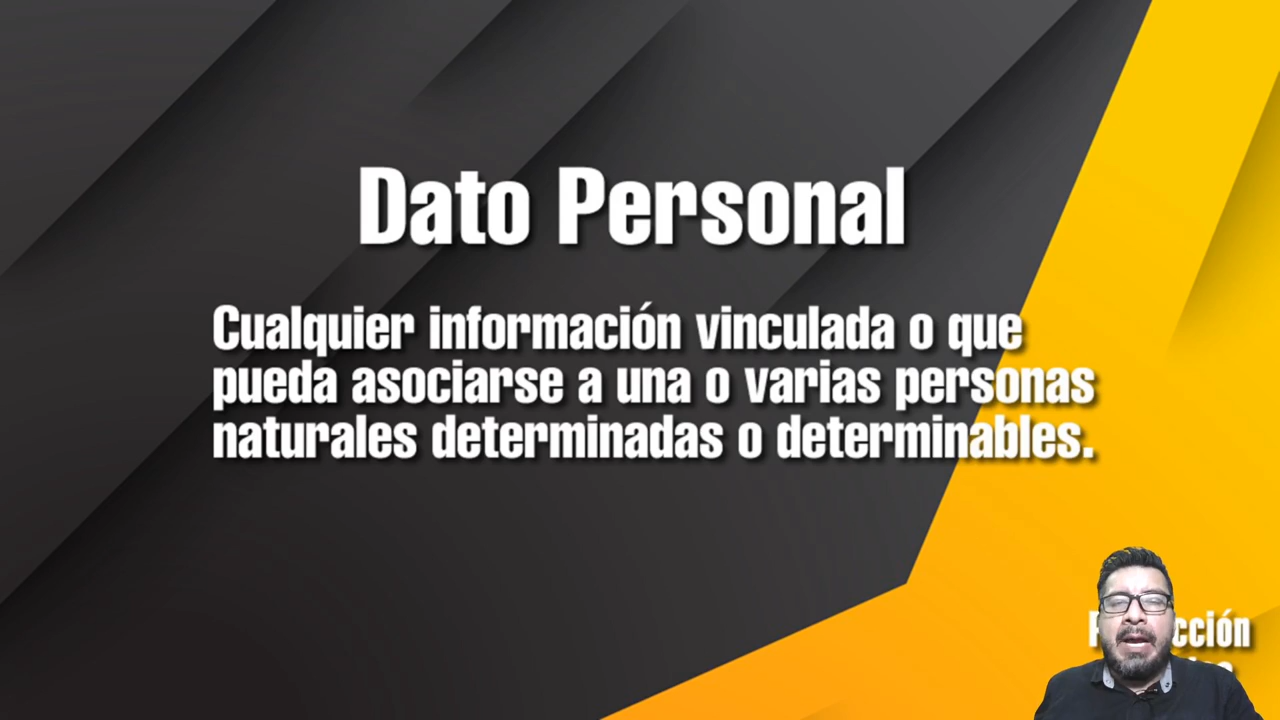 Dato Personal
Cualquier información vinculada o que
pueda asociarse a una o varias personas
naturales determinadas o determinables.